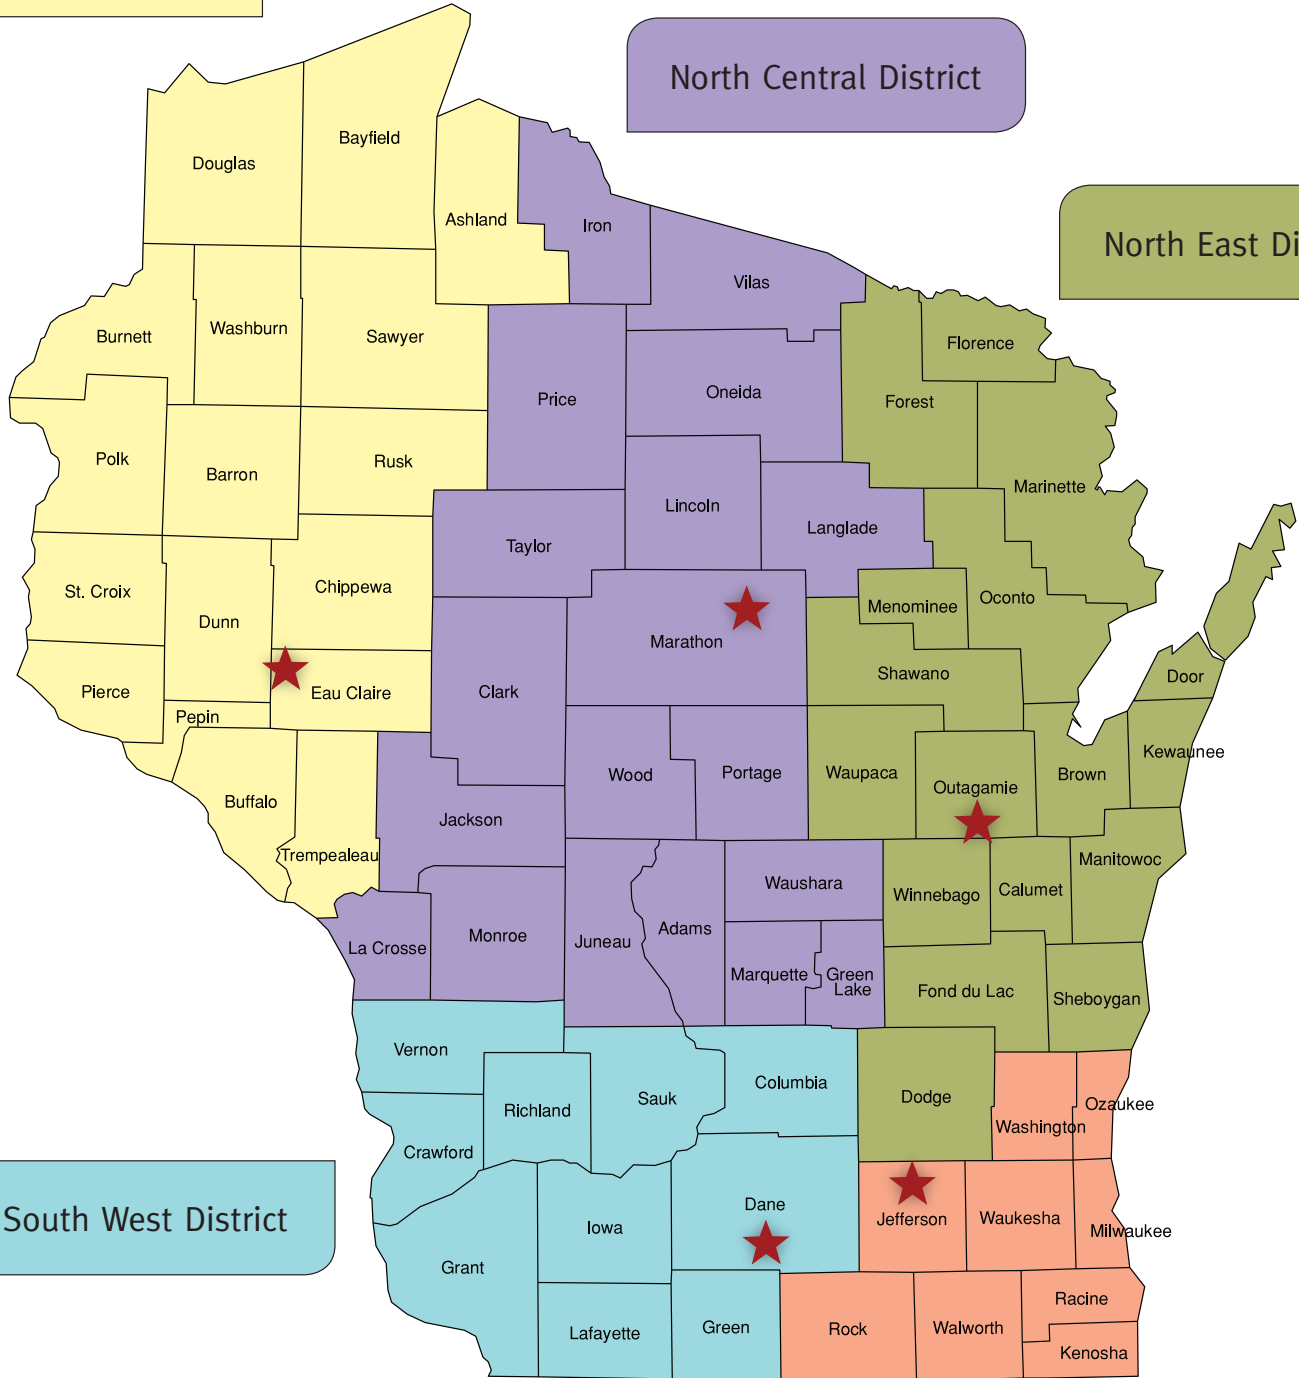 North Central District
North East Di
Bayfield
Douglas
Ashland
Iron
Vilas
Burnett
Washburn
Sawyer
Florence
Price
Oneida
Forest
Polk
Barron
Rusk
Marinette
Lincoln
Langlade
Taylor
St. Croix
Chippewa
Menominee
Oconto
Dunn
Marathon
Shawano
Door
Pierce
Eau Claire
Clark
Pepin
Kewaunee
Wood
Portage
Waupaca
Brown
Outagamie
Buffalo
Jackson
Trempealeau
Manitowoc
Waushara
Winnebago
Calumet
La Crosse
Monroe
Juneau
Adams
Marquette
Green
Lake
Fond du Lac
Sheboygan
Vernon
Sauk
Columbia
Dodge
Ozaukee
Richland
Washington
Crawford
South West District
Dane
Iowa
Jefferson
Waukesha
Milwaukee
Grant
Racine
Lafayette
Green
Rock
Walworth
Kenosha